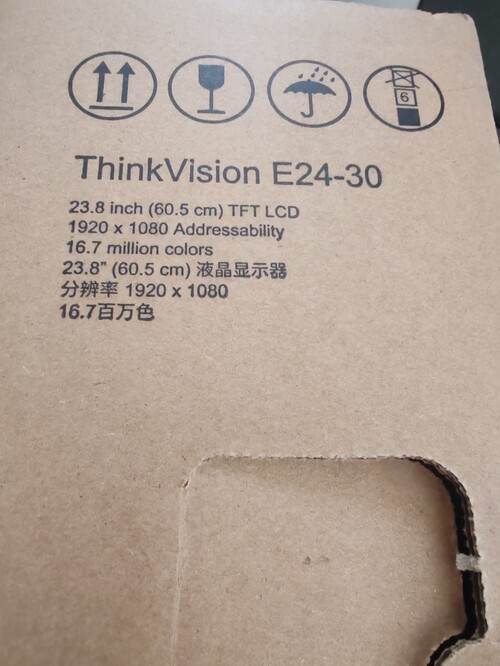 6
ThinkVision E24-30
23.8 inch (60.5 cm) TFT LCD
1920 x 1080 Addressability
16.7 million colors
23.8” (60.5 cm) 液晶显示器
分辨率 1920 x 1080
16.7百万色